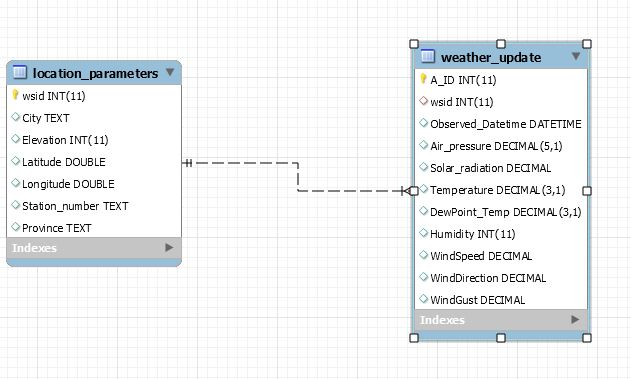 location_parameters
wsid INT(11)
City TEXT
Elevation INT(11)
Latitude DOUBLE
Longitude DOUBLE
Station_number TEXT
Province TEXT
Indexes
weather_update
A_ID INT(11)
wsid INT(11)
Observed_Datetime DATETIME
Air_pressure DECIMAL(5,1)
Solar_radiation DECIMAL
Temperature DECIMAL(3,1)
DewPoint_Temp DECIMAL(3,1)
Humidity INT(11)
WindSpeed DECIMAL
WindDirection DECIMAL
WindGust DECIMAL
Indexes